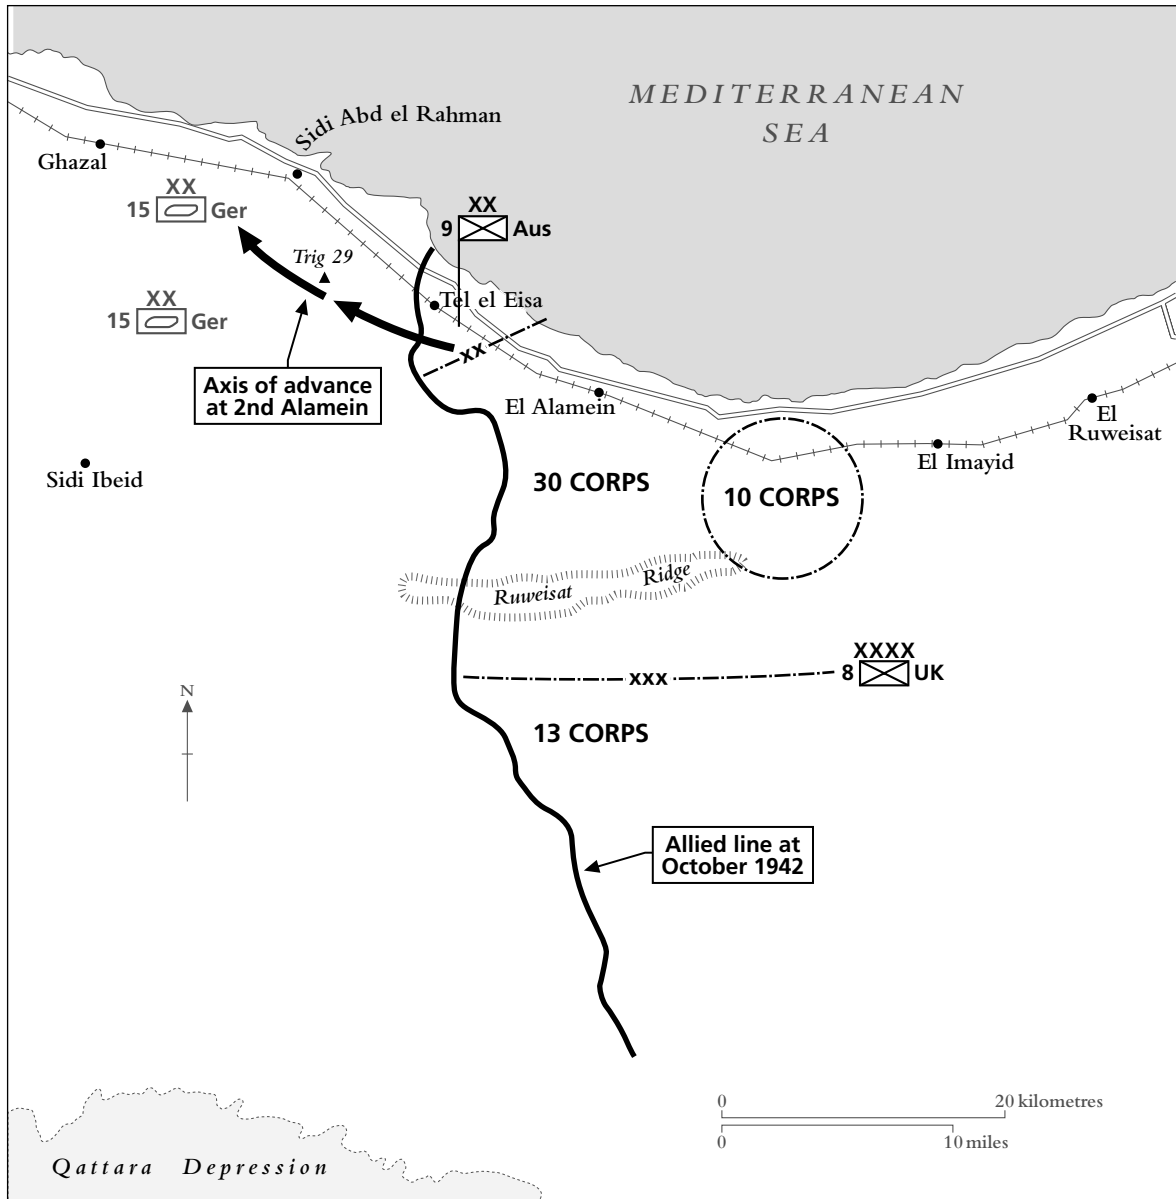 MEDITERRANEAN
SEA
Sidi Abd el Rahman
Ghazal
XX
15 Ger
XX
9 Aus
Trig 29
XX
15 Ger
Tel el Eisa
XX
Axis of advance
at 2nd Alamein
El Alamein
El
Ruweisat
El Imayid
Sidi Ibeid
30 CORPS
10 CORPS
Ruweisat Ridge
XXXX
8 UK
xxx
N
13 CORPS
Allied line at
October 1942
0 20 kilometres
0 10 miles
Qattara Depression